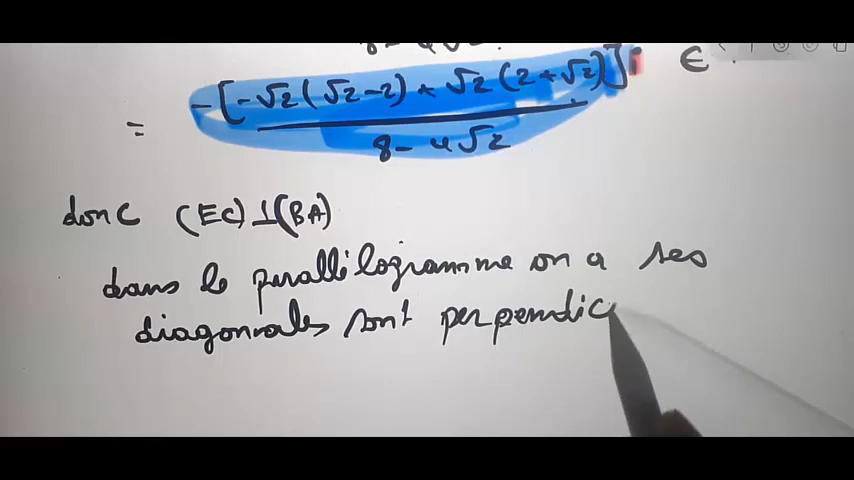 -[-√2(√2-2)+√2(2+√2)]i ∈
=
8-4√2
donc (EC)⊥(BA)
dans le parallélogramme on a ses
diagonales sont perpendic